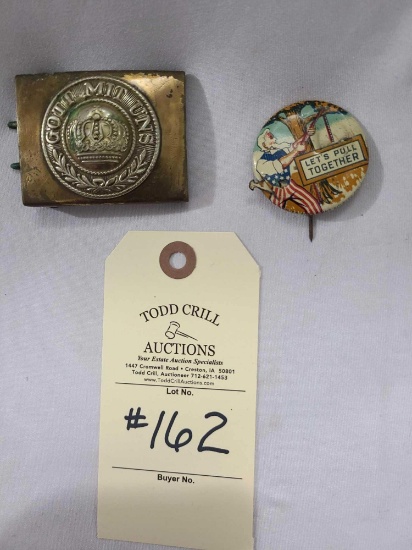 GOTT MIT UNS
LET'S PULL
TOGETHER
TODD CRILL
AUCTIONS
Your Estate Auction Specialists
1447 Cromwell Road • Creston, IA 50801
Todd Crill, Auctioneer 712-621-1453
www.ToddCrillAuctions.com
Lot No.
#162
Buyer No.